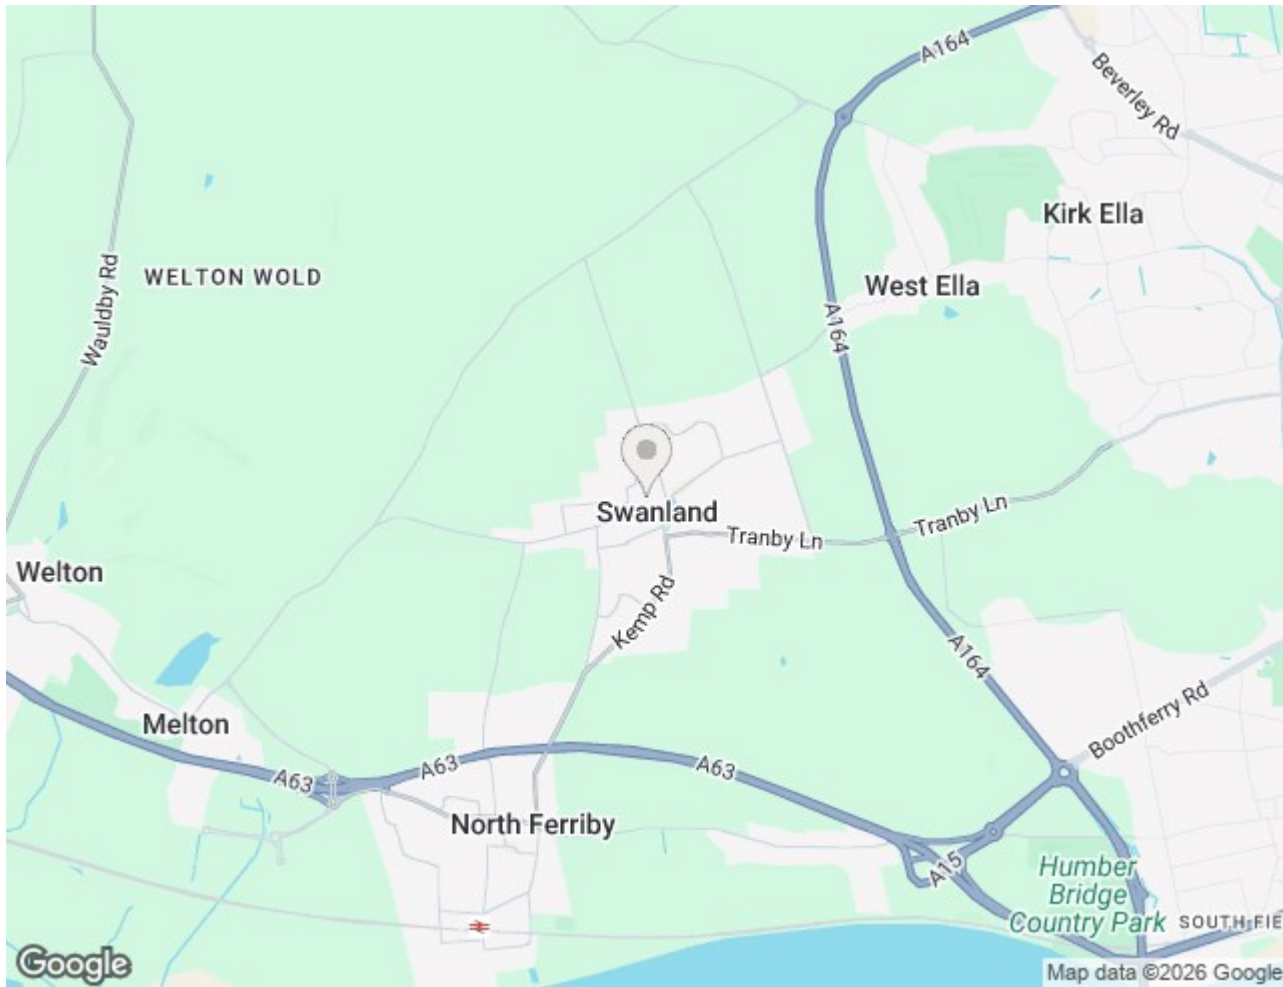 A164
Beverley Rd
Kirk Ella
WELTON WOLD
Wauldby Rd
West Ella
A164
Swanland
Tranby Ln
Tranby Ln
Welton
Kemp Rd
A164
Melton
Boothferry Rd
A63
A63
A63
North Ferriby
A15
Humber
Bridge
Country Park
SOUTH FIE
Google
Map data ©2026 Google